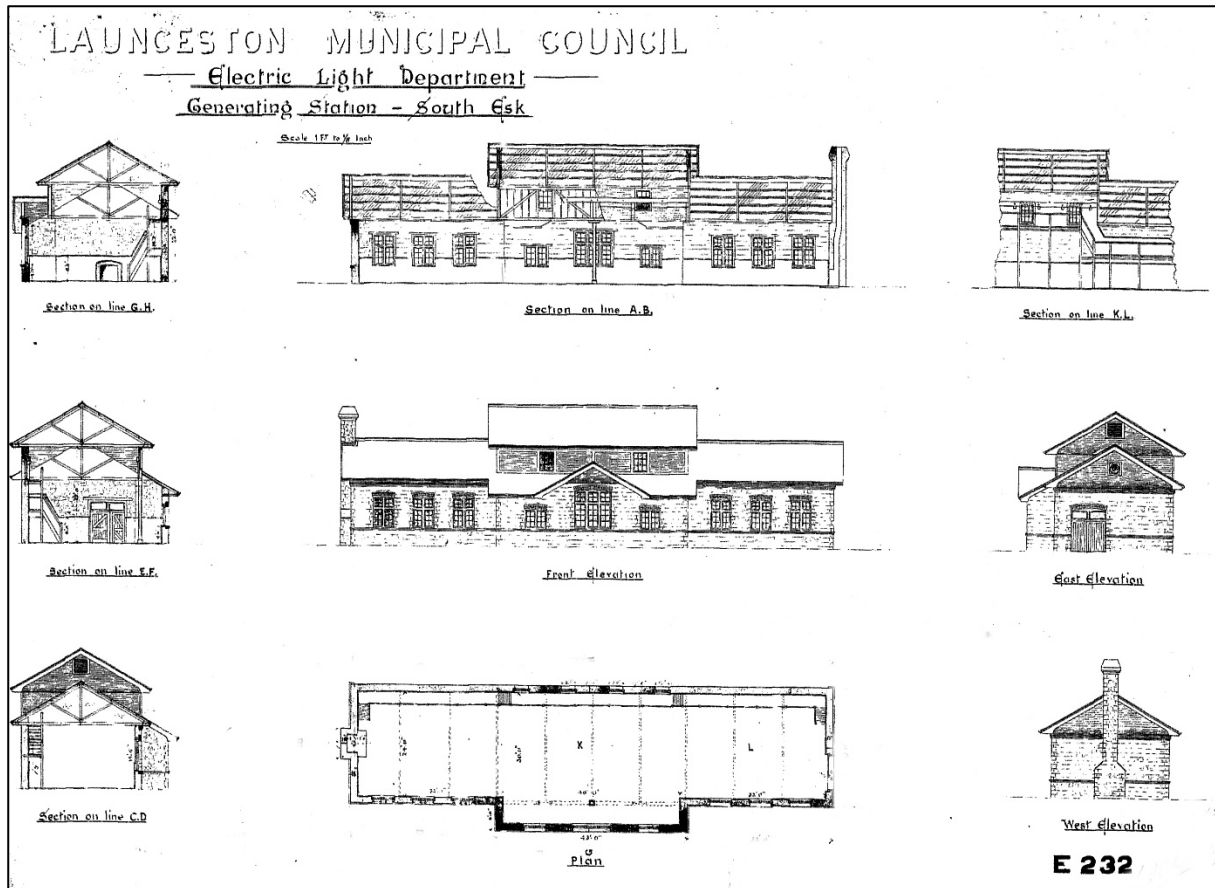 LAUNCESTON MUNICIPAL COUNCIL
Electric Light Department
Generating Station - South Esk
Scale 1 FT to ⅛ Inch
Section on line G.H.
Section on line A.B.
Section on line K.L.
Section on line E.F.
Front Elevation
East Elevation
K
L
Section on line C.D
43'0"
G
Plan
West Elevation
E 232